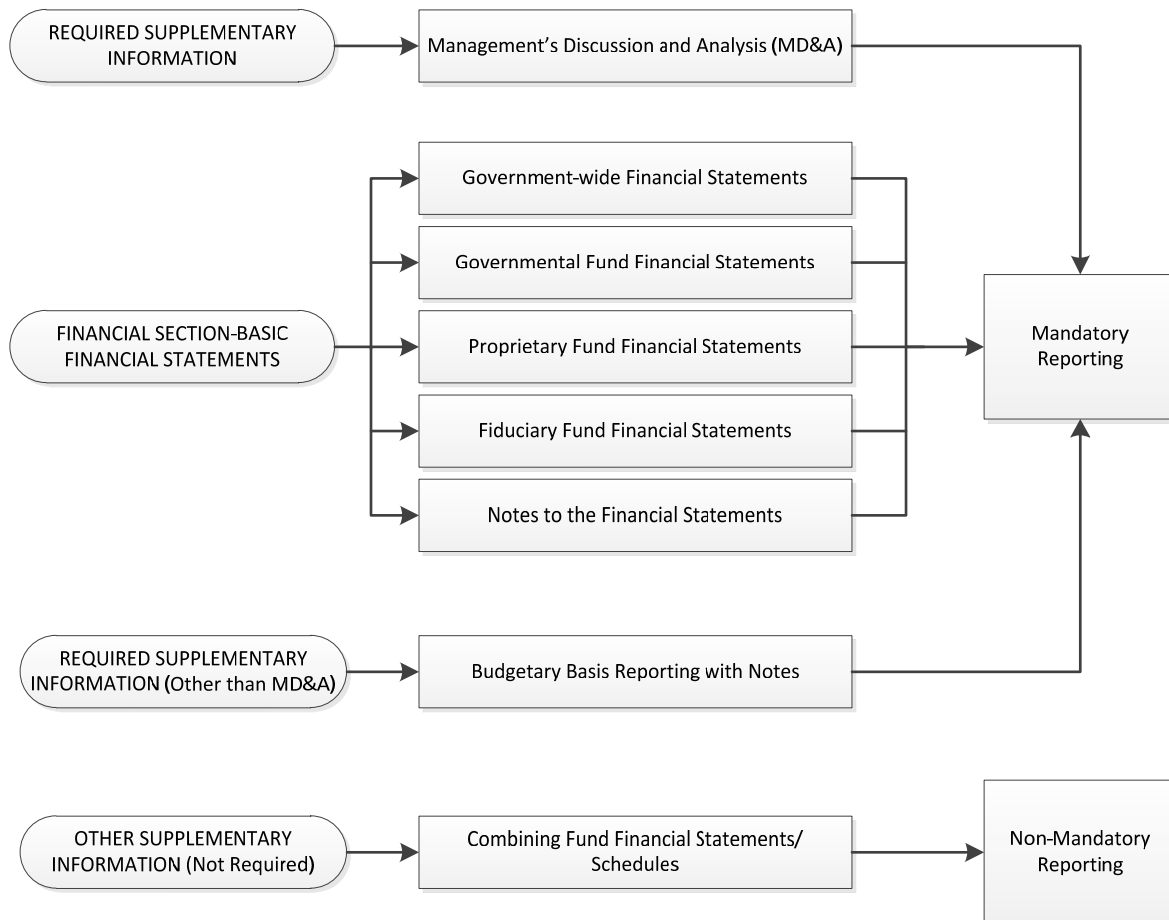 REQUIRED SUPPLEMENTARY
INFORMATION
Management’s Discussion and Analysis (MD&A)
Government-wide Financial Statements
Governmental Fund Financial Statements
FINANCIAL SECTION-BASIC
FINANCIAL STATEMENTS
Proprietary Fund Financial Statements
Mandatory
Reporting
Fiduciary Fund Financial Statements
Notes to the Financial Statements
REQUIRED SUPPLEMENTARY
INFORMATION (Other than MD&A)
Budgetary Basis Reporting with Notes
OTHER SUPPLEMENTARY
INFORMATION (Not Required)
Combining Fund Financial Statements/
Schedules
Non-Mandatory
Reporting